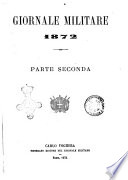 GIORNALE MILITARE
1872
PARTE SECONDA
CARLO VOGHERA
ROMA, 1872.